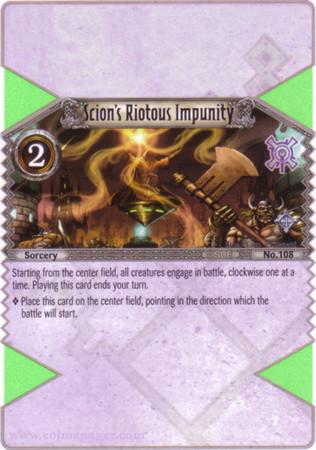 Scion's Riotous Impunity
2
Sorcery
No.108
Starting from the center field, all creatures engage in battle, clockwise one at a
time. Playing this card ends your turn.
❖ Place this card on the center field, pointing in the direction which the
battle will start.
www.cojmanager.com